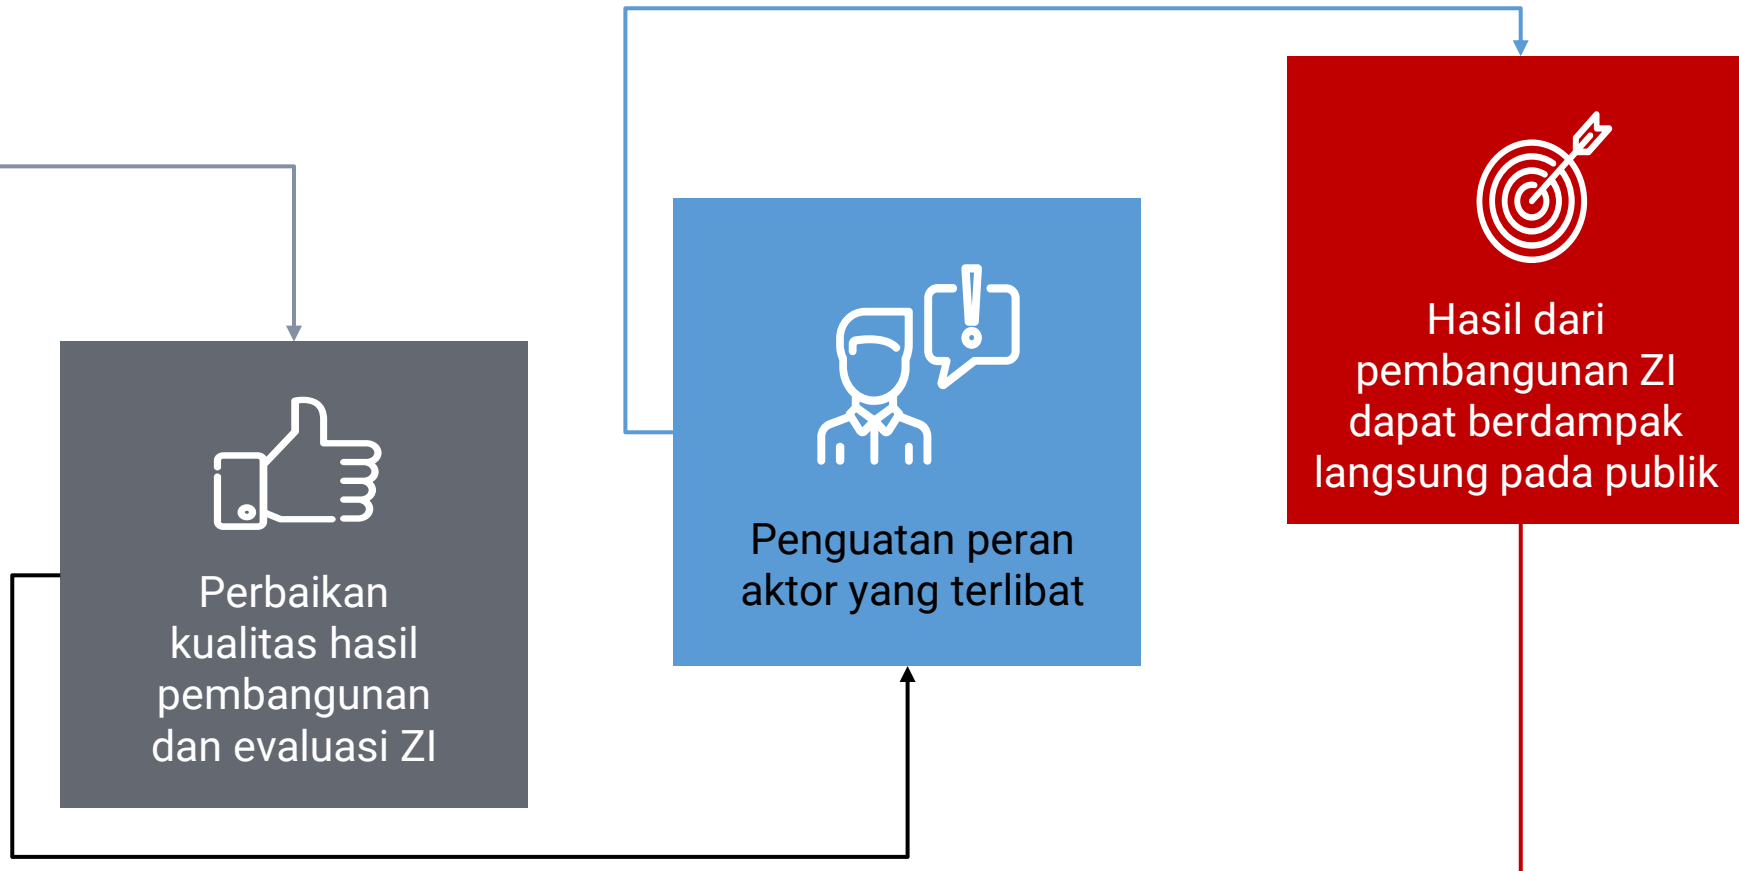 Perbaikan
kualitas hasil
pembangunan
dan evaluasi ZI
Penguatan peran
aktor yang terlibat
Hasil dari
pembangunan ZI
dapat berdampak
langsung pada publik